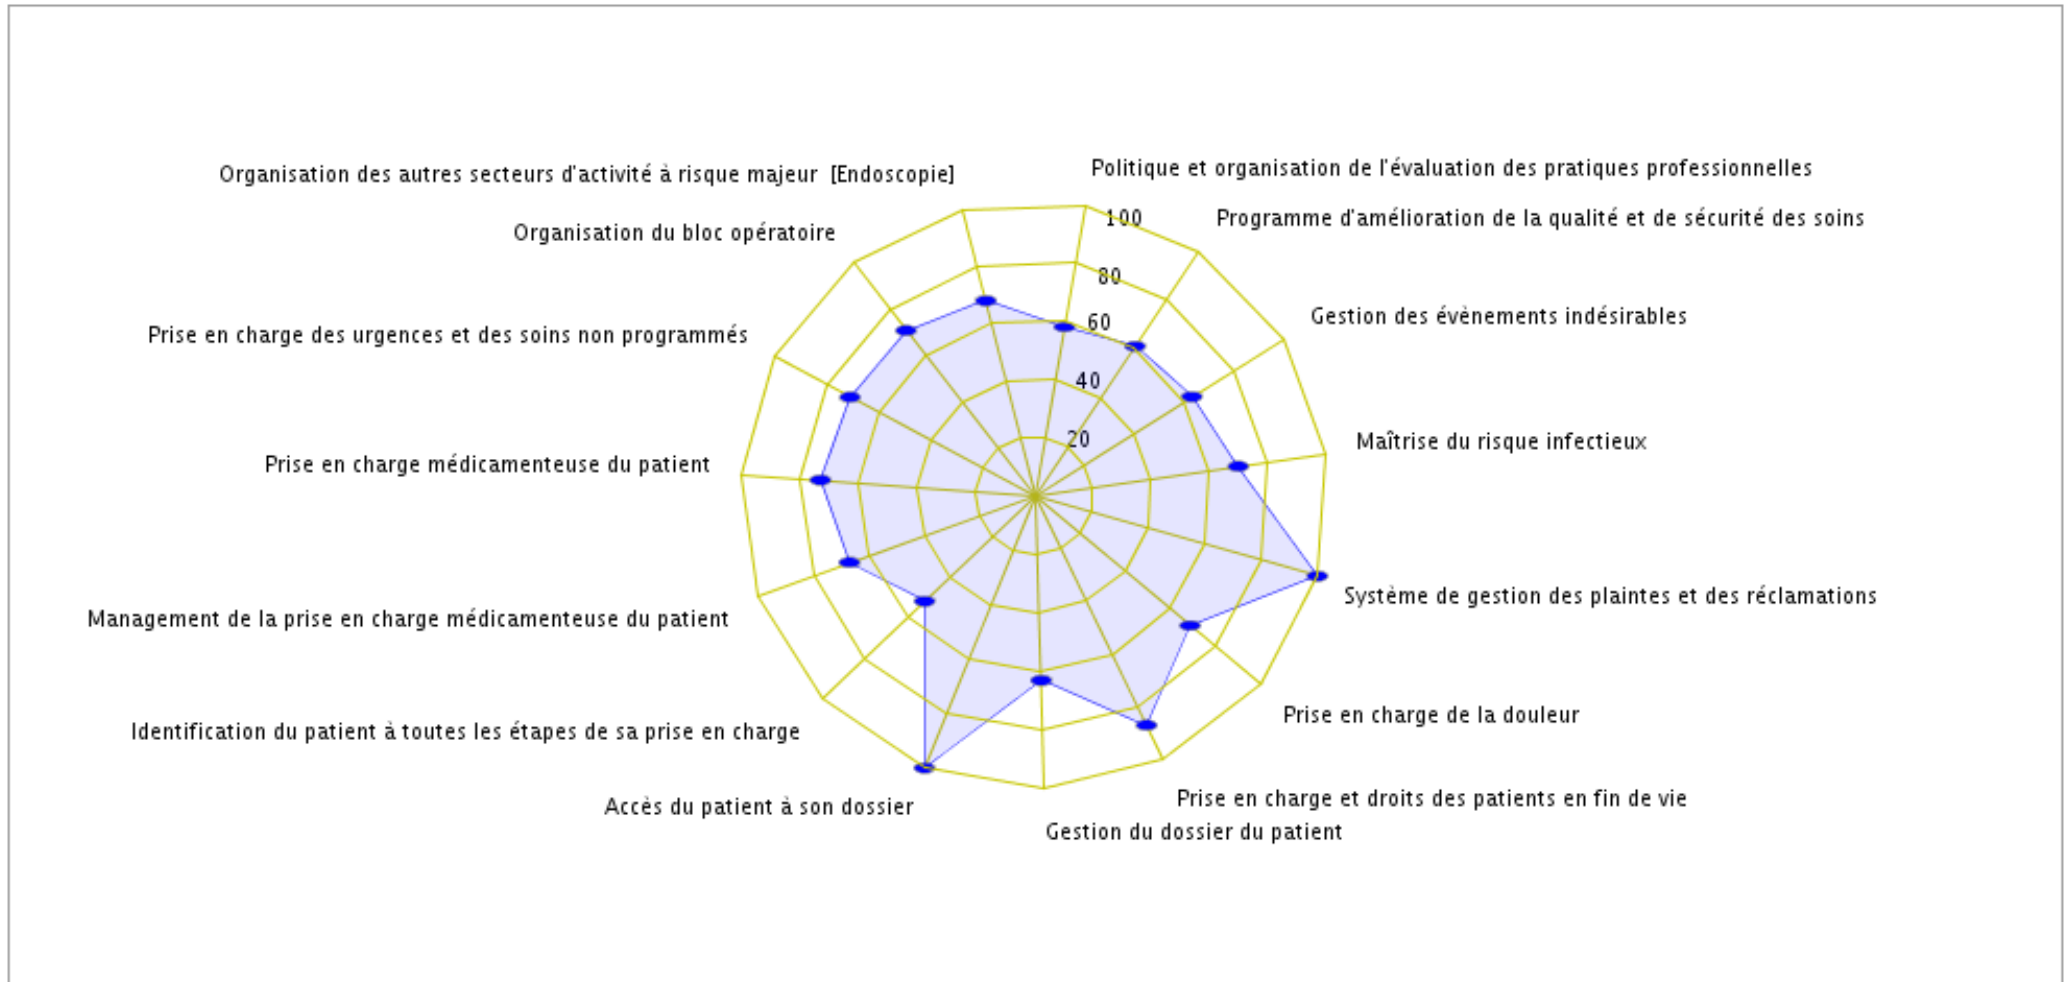 Politique et organisation de l'évaluation des pratiques professionnelles
Organisation des autres secteurs d'activité à risque majeur [Endoscopie]
100
Programme d'amélioration de la qualité et de sécurité des soins
Organisation du bloc opératoire
80
Gestion des évènements indésirables
60
Prise en charge des urgences et des soins non programmés
40
20
Maîtrise du risque infectieux
Prise en charge médicamenteuse du patient
Système de gestion des plaintes et des réclamations
Management de la prise en charge médicamenteuse du patient
Prise en charge de la douleur
Identification du patient à toutes les étapes de sa prise en charge
Prise en charge et droits des patients en fin de vie
Accès du patient à son dossier
Gestion du dossier du patient